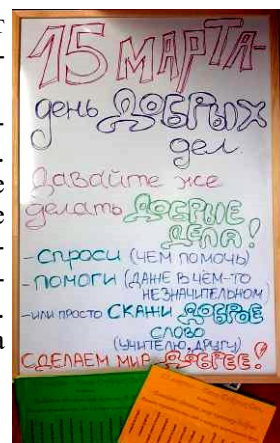 15 МАРТА-
день ДОБРЫХ
дел.
Давайте же
делать ДОБРЫЕ
ДЕЛА!
-СПРОСИ (ЧЕМ ПОМОЧЬ)
-ПОМОГИ (ДАЖЕ В ЧЁМ-ТО
НЕЗНАЧИТЕЛЬНОМ)
-ИЛИ ПРОСТО СКАЖИ ДОБРОЕ
СЛОВО
(УЧИТЕЛЮ, ДРУГУ)
СДЕЛАЕМ МИР ДОБРЕЕ!